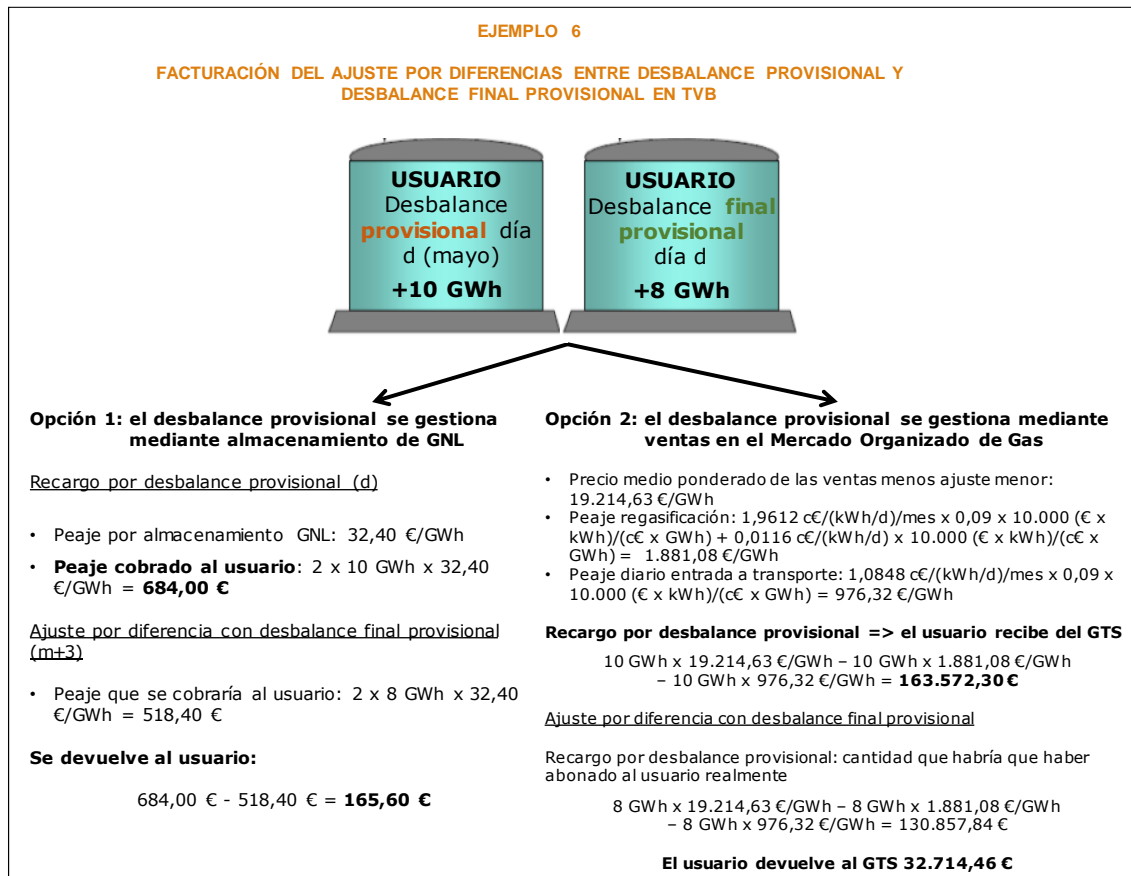 EJEMPLO 6
FACTURACIÓN DEL AJUSTE POR DIFERENCIAS ENTRE DESBALANCE PROVISIONAL Y
DESBALANCE FINAL PROVISIONAL EN TVB
USUARIO
Desbalance
provisional día
d (mayo)
+10 GWh
USUARIO
Desbalance final
provisional
día d
+8 GWh
Opción 1: el desbalance provisional se gestiona
mediante almacenamiento de GNL
Recargo por desbalance provisional (d)
• Peaje por almacenamiento GNL: 32,40 €/GWh
• Peaje cobrado al usuario: 2 x 10 GWh x 32,40
€/GWh = 684,00 €
Ajuste por diferencia con desbalance final provisional
(m+3)
• Peaje que se cobraría al usuario: 2 x 8 GWh x 32,40
€/GWh = 518,40 €
Se devuelve al usuario:
684,00 € - 518,40 € = 165,60 €
Opción 2: el desbalance provisional se gestiona mediante
ventas en el Mercado Organizado de Gas
• Precio medio ponderado de las ventas menos ajuste menor:
19.214,63 €/GWh
• Peaje regasificación: 1,9612 c€/(kWh/d)/mes x 0,09 x 10.000 (€ x
kWh)/(c€ x GWh) + 0,0116 c€/(kWh/d) x 10.000 (€ x kWh)/(c€ x
GWh) = 1.881,08 €/GWh
• Peaje diario entrada a transporte: 1,0848 c€/(kWh/d)/mes x 0,09 x
10.000 (€ x kWh)/(c€ x GWh) = 976,32 €/GWh
Recargo por desbalance provisional => el usuario recibe del GTS
10 GWh x 19.214,63 €/GWh – 10 GWh x 1.881,08 €/GWh
– 10 GWh x 976,32 €/GWh = 163.572,30 €
Ajuste por diferencia con desbalance final provisional
Recargo por desbalance provisional: cantidad que habría que haber
abonado al usuario realmente
8 GWh x 19.214,63 €/GWh – 8 GWh x 1.881,08 €/GWh
– 8 GWh x 976,32 €/GWh = 130.857,84 €
El usuario devuelve al GTS 32.714,46 €